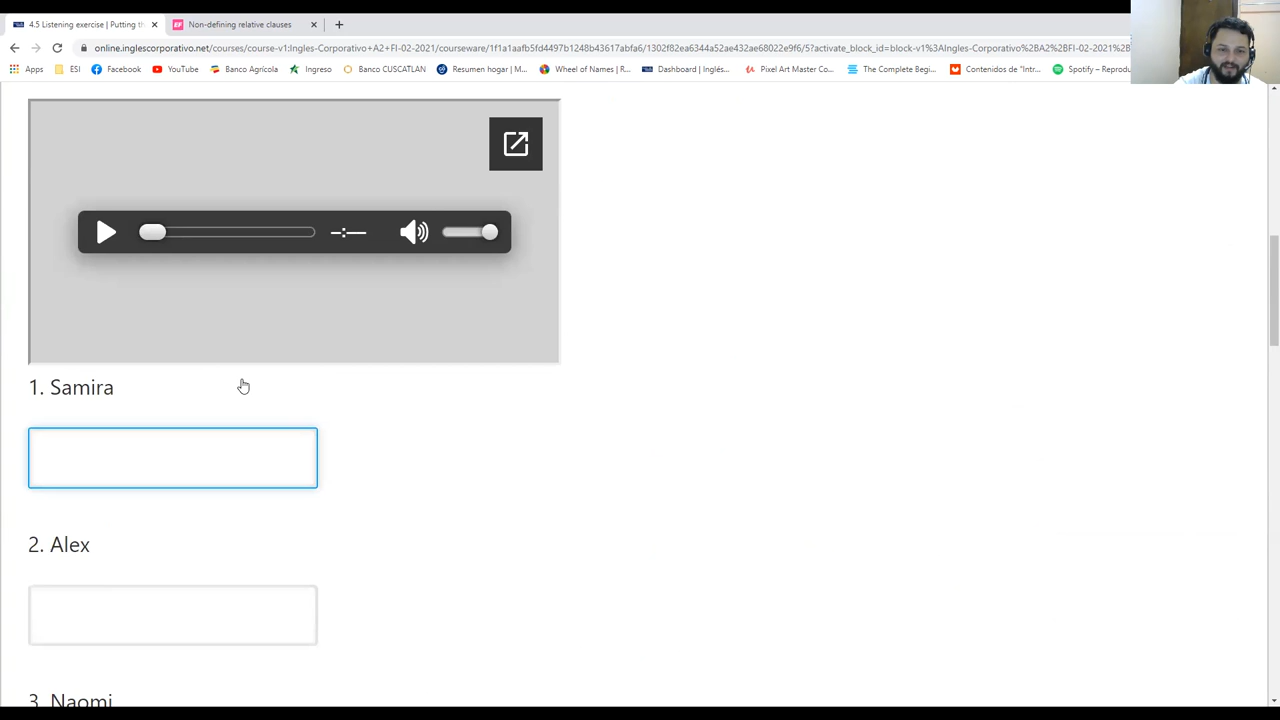 4.5 Listening exercise | Putting th
Non-defining relative clauses
online.inglescorporativo.net/courses/course-v1:Ingles-Corporativo+A2+FI-02-2021/courseware/1f1a1aafb5fd4497b1248b43617abfa6/1302f82ea6344a52ae432ae68022e9f6/5?activate_block_id=block-v1%3AIngles-Corporativo%2BA2%2BFI-02-2021%2B
Apps ESI Facebook YouTube Banco Agrícola Ingreso Banco CUSCATLAN Resumen hogar | M... Wheel of Names | R... Dashboard | Inglés... Pixel Art Master Co... The Complete Begi... Contenidos de "Intr... Spotify – Reprodu
--:--
1. Samira
2. Alex
3. Naomi